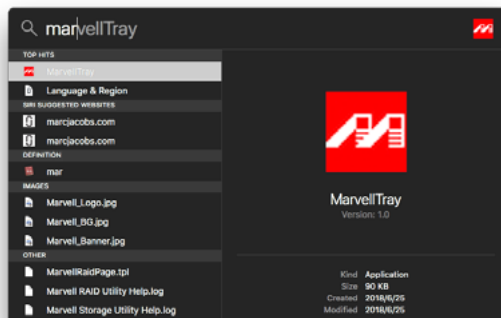 marvellTray
TOP HITS
MarvellTray
Language & Region
SIRI SUGGESTED WEBSITES
marcjacobs.com
marcjacobs.com
DEFINITION
mar
IMAGES
Marvell_Logo.jpg
Marvell_BG.jpg
Marvell_Banner.jpg
OTHER
MarvellRaidPage.tpl
Marvell RAID Utility Help.log
Marvell Storage Utility Help.log
MarvellTray
Version: 1.0
Kind Application
Size 90 KB
Created 2018/6/25
Modified 2018/6/25